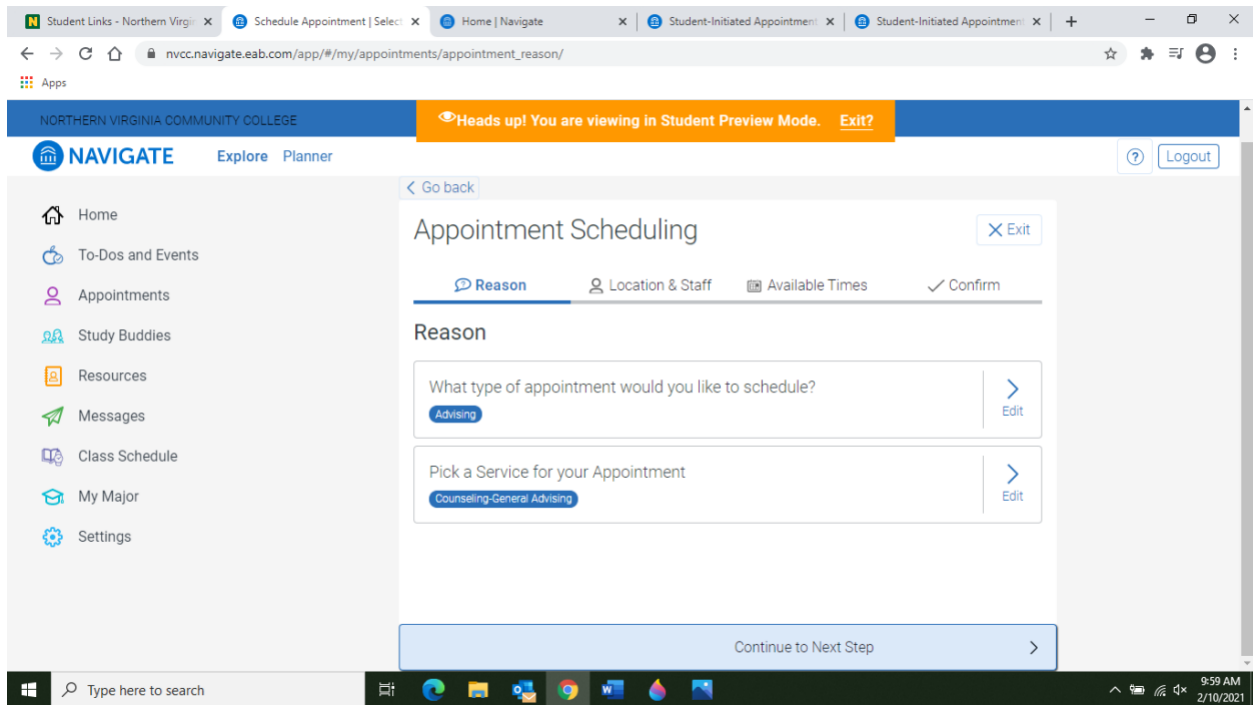 Student Links - Northern Virgi
Schedule Appointment | Select
Home | Navigate
Student-Initiated Appointment
Student-Initiated Appointment
nvcc.navigate.eab.com/app/#/my/appointments/appointment_reason/
Apps
NORTHERN VIRGINIA COMMUNITY COLLEGE
Heads up! You are viewing in Student Preview Mode. Exit?
NAVIGATE Explore Planner
Logout
Go back
Home
To-Dos and Events
Appointments
Study Buddies
Resources
Messages
Class Schedule
My Major
Settings
Appointment Scheduling
Exit
Reason Location & Staff Available Times Confirm
Reason
What type of appointment would you like to schedule?
Advising
Edit
Pick a Service for your Appointment
Counseling-General Advising
Edit
Continue to Next Step
Type here to search
9:59 AM
2/10/2021